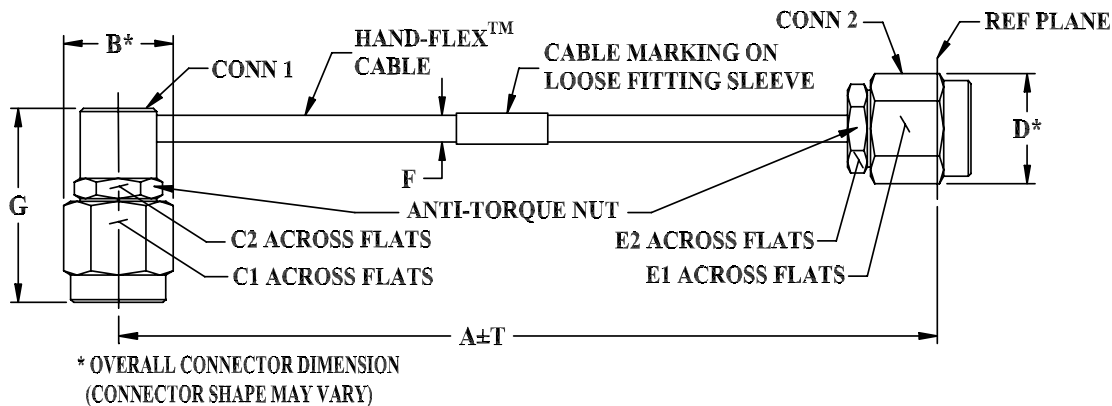 B*
CONN 1
HAND-FLEX™
CABLE
CABLE MARKING ON
LOOSE FITTING SLEEVE
CONN 2
REF PLANE
D*
G
F
ANTI-TORQUE NUT
C2 ACROSS FLATS
C1 ACROSS FLATS
E2 ACROSS FLATS
E1 ACROSS FLATS
A±T
* OVERALL CONNECTOR DIMENSION
(CONNECTOR SHAPE MAY VARY)